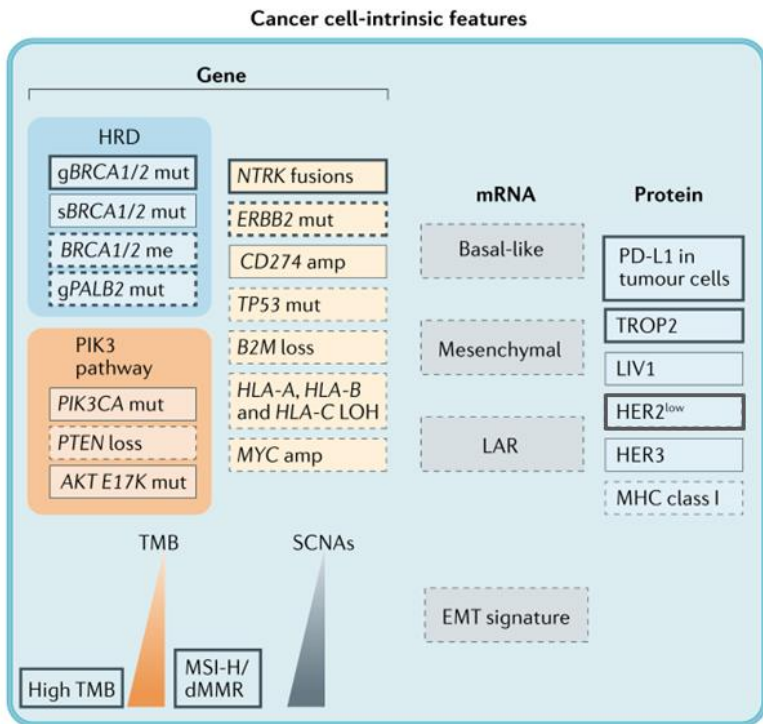 Cancer cell-intrinsic features
Gene
HRD
gBRCA1/2 mut
sBRCA1/2 mut
BRCA1/2 me
gPALB2 mut
PIK3
pathway
PIK3CA mut
PTEN loss
AKT E17K mut
NTRK fusions
ERBB2 mut
CD274 amp
TP53 mut
B2M loss
HLA-A, HLA-B
and HLA-C LOH
MYC amp
mRNA
Basal-like
Mesenchymal
LAR
EMT signature
Protein
PD-L1 in
tumour cells
TROP2
LIV1
HER2low
HER3
MHC class I
TMB
High TMB
MSI-H/
dMMR
SCNAs